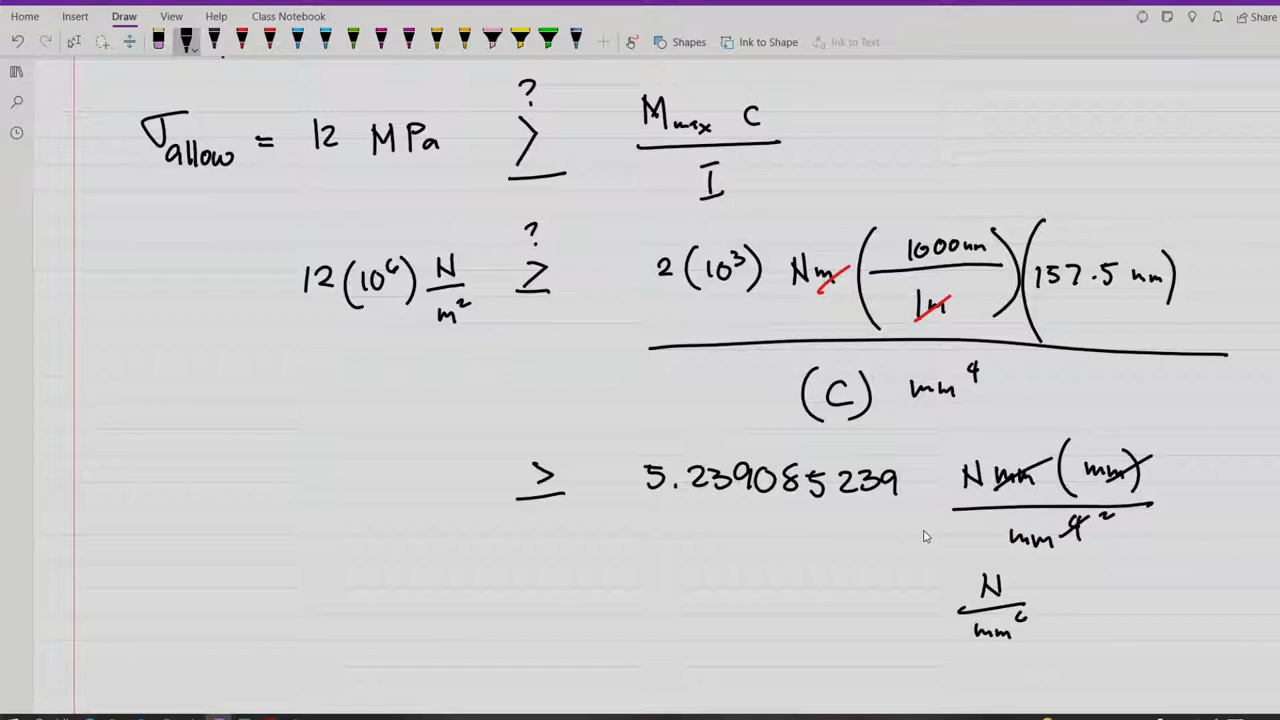 Home Insert Draw View Help Class Notebook Share
Shapes Ink to Shape Ink to Text
? 
σallow = 12 MPa ≥ Mmax c
I
?
12 (10⁶) N/m² ≥ 2 (10³) Nm (1000mm / 1m) (157.5 mm)
(C) mm⁴
≥ 5.239085239 N mm (mm)
mm⁴ ²
N
mm²